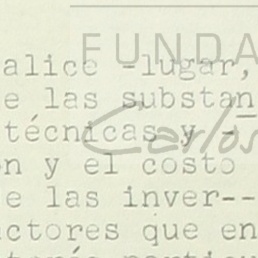 FUNDA
alice -lugar,
e las substan
técnicas y -
Carlos
n y el costo
e las inver--
ctores que en